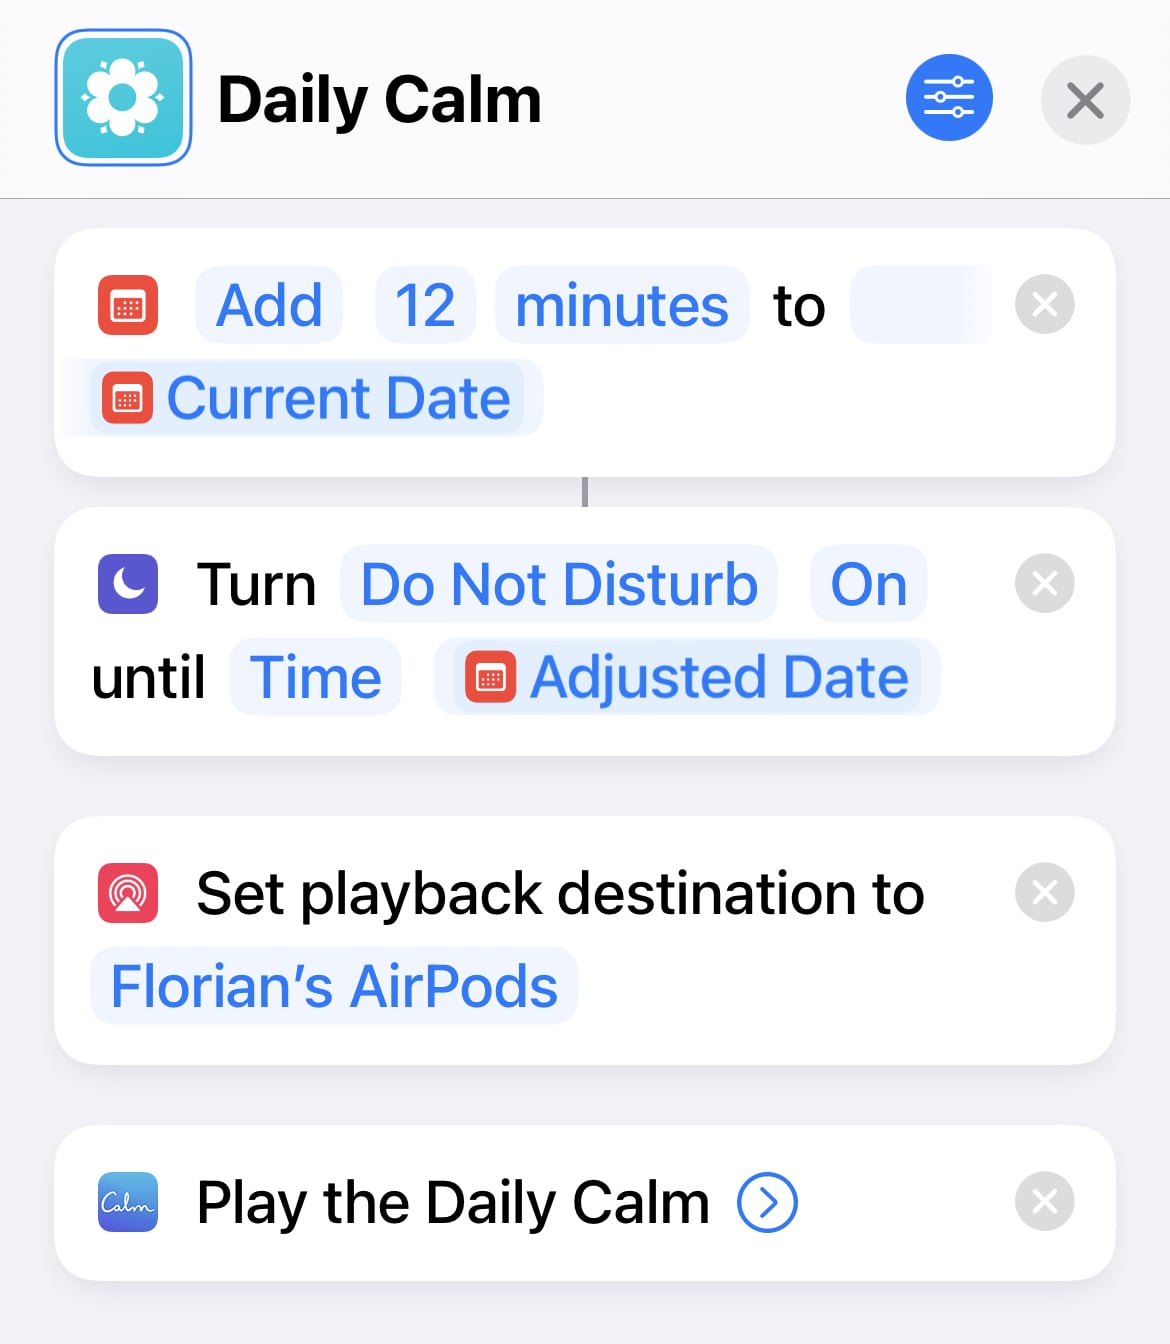 Daily Calm
Add 12 minutes to
Current Date
Turn Do Not Disturb On
until Time Adjusted Date
Set playback destination to
Florian’s AirPods
Calm Play the Daily Calm